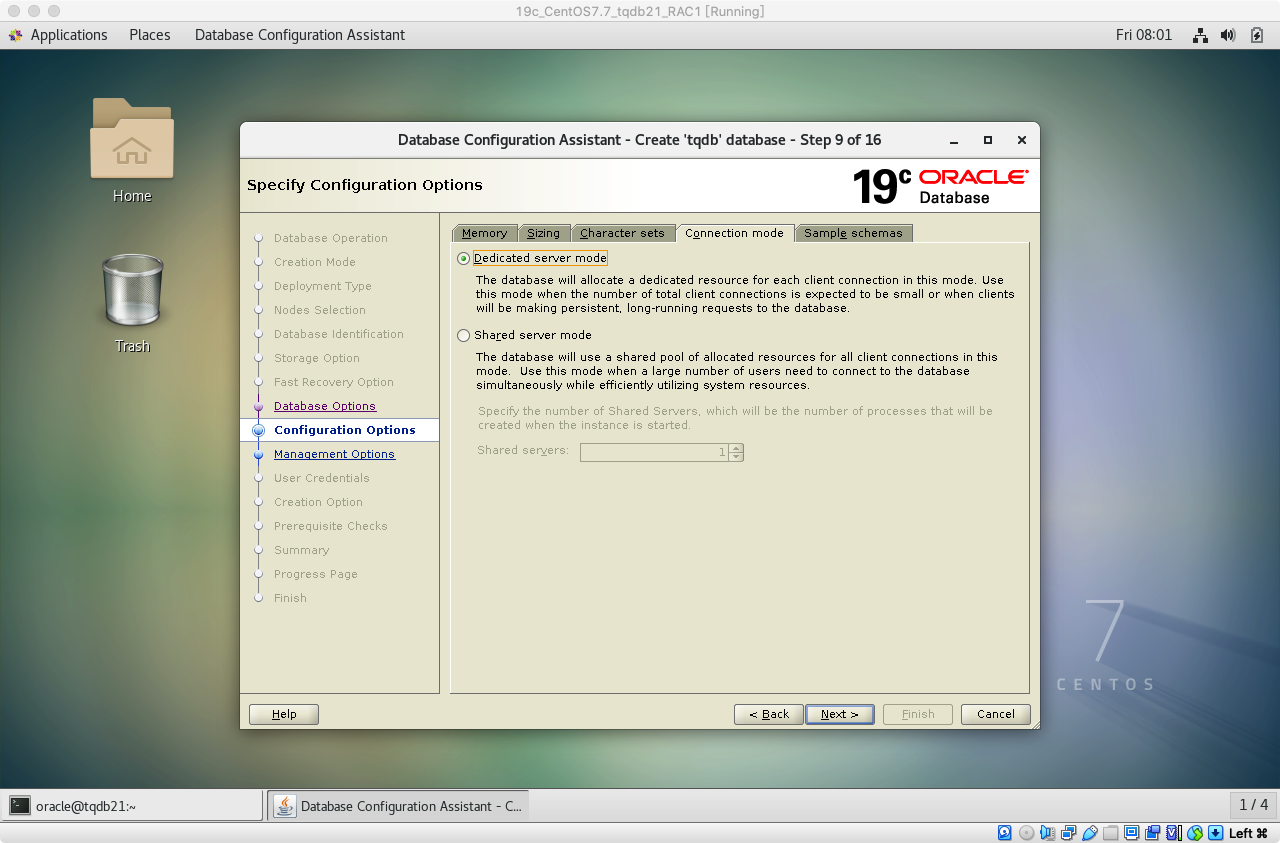 19c_CentOS7.7_tqdb21_RAC1 [Running]
Applications Places Database Configuration Assistant Fri 08:01
Home
Trash
Database Configuration Assistant - Create 'tqdb' database - Step 9 of 16
Specify Configuration Options
19c ORACLE Database
Database Operation
Creation Mode
Deployment Type
Nodes Selection
Database Identification
Storage Option
Fast Recovery Option
Database Options
Configuration Options
Management Options
User Credentials
Creation Option
Prerequisite Checks
Summary
Progress Page
Finish
Memory Sizing Character sets Connection mode Sample schemas
Dedicated server mode
The database will allocate a dedicated resource for each client connection in this mode. Use
this mode when the number of total client connections is expected to be small or when clients
will be making persistent, long-running requests to the database.
Shared server mode
The database will use a shared pool of allocated resources for all client connections in this
mode. Use this mode when a large number of users need to connect to the database
simultaneously while efficiently utilizing system resources.
Specify the number of Shared Servers, which will be the number of processes that will be
created when the instance is started.
Shared servers: 1
Help < Back Next > Finish Cancel
7
CENTOS
oracle@tqdb21:~ Database Configuration Assistant - C... 1 / 4
Left ⌘